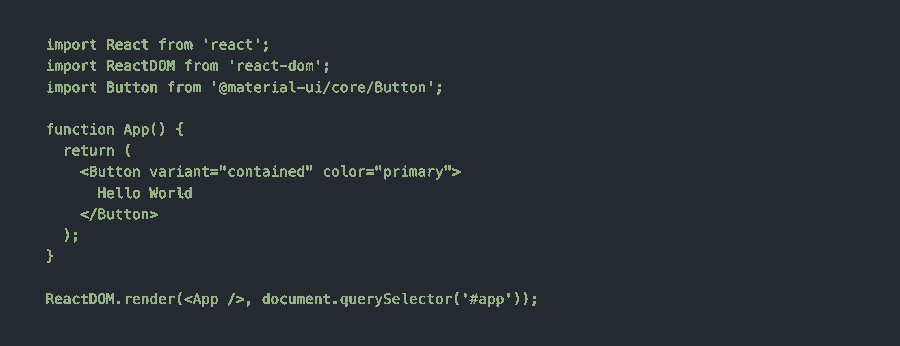 import React from 'react';
import ReactDOM from 'react-dom';
import Button from '@material-ui/core/Button';

function App() {
  return (
    <Button variant="contained" color="primary">
      Hello World
    </Button>
  );
}

ReactDOM.render(<App />, document.querySelector('#app'));